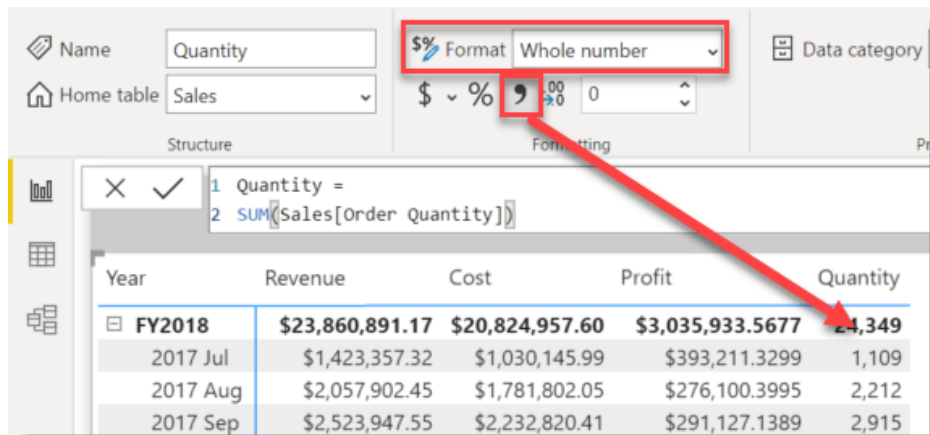 Name Quantity $% Format Whole number Data category
Home table Sales $ % , .00 0
Structure Formatting Pr
1 Quantity =
2 SUM(Sales[Order Quantity])
Year Revenue Cost Profit Quantity
FY2018 $23,860,891.17 $20,824,957.60 $3,035,933.5677 24,349
2017 Jul $1,423,357.32 $1,030,145.99 $393,211.3299 1,109
2017 Aug $2,057,902.45 $1,781,802.05 $276,100.3995 2,212
2017 Sep $2,523,947.55 $2,232,820.41 $291,127.1389 2,915